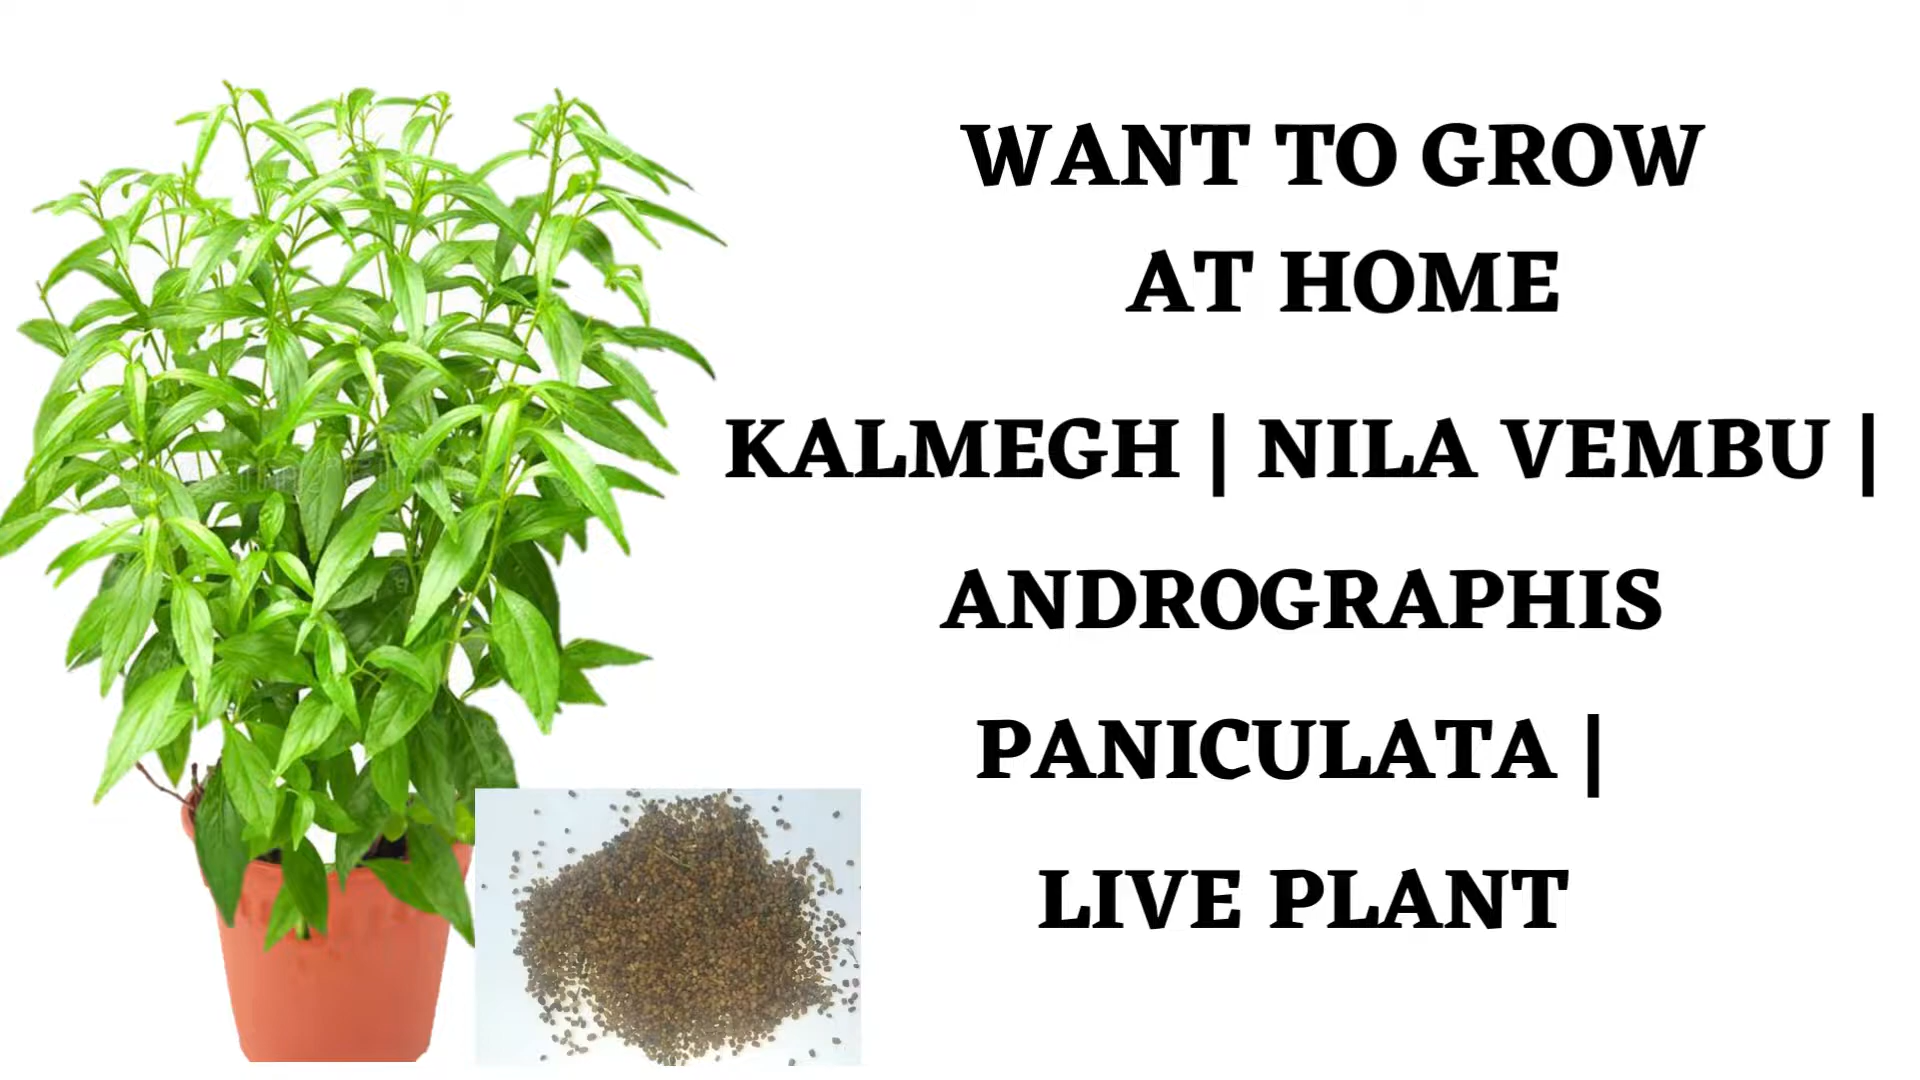 WANT TO GROW
AT HOME
KALMEGH | NILA VEMBU |
ANDROGRAPHIS
PANICULATA |
LIVE PLANT